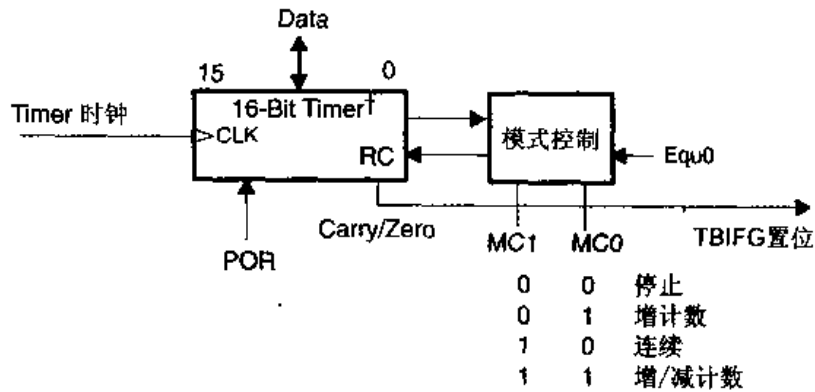 Data
15 0
16-Bit Timer†
Timer 时钟
CLK
RC
模式控制
Equ0
POR
Carry/Zero
MC1 MC0
TBIFG置位
0 0 停止
0 1 增计数
1 0 连续
1 1 增/减计数